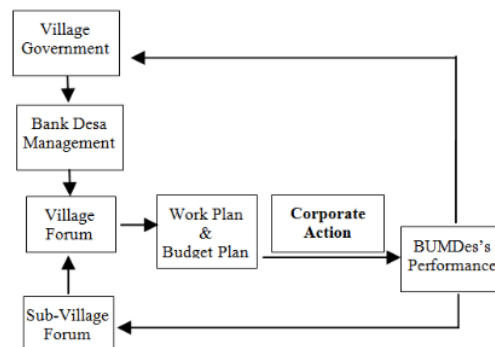 Village
Government
Bank Desa
Management
Village
Forum
Work Plan
&
Budget Plan
Corporate
Action
BUMDes's
Performance
Sub-Village
Forum